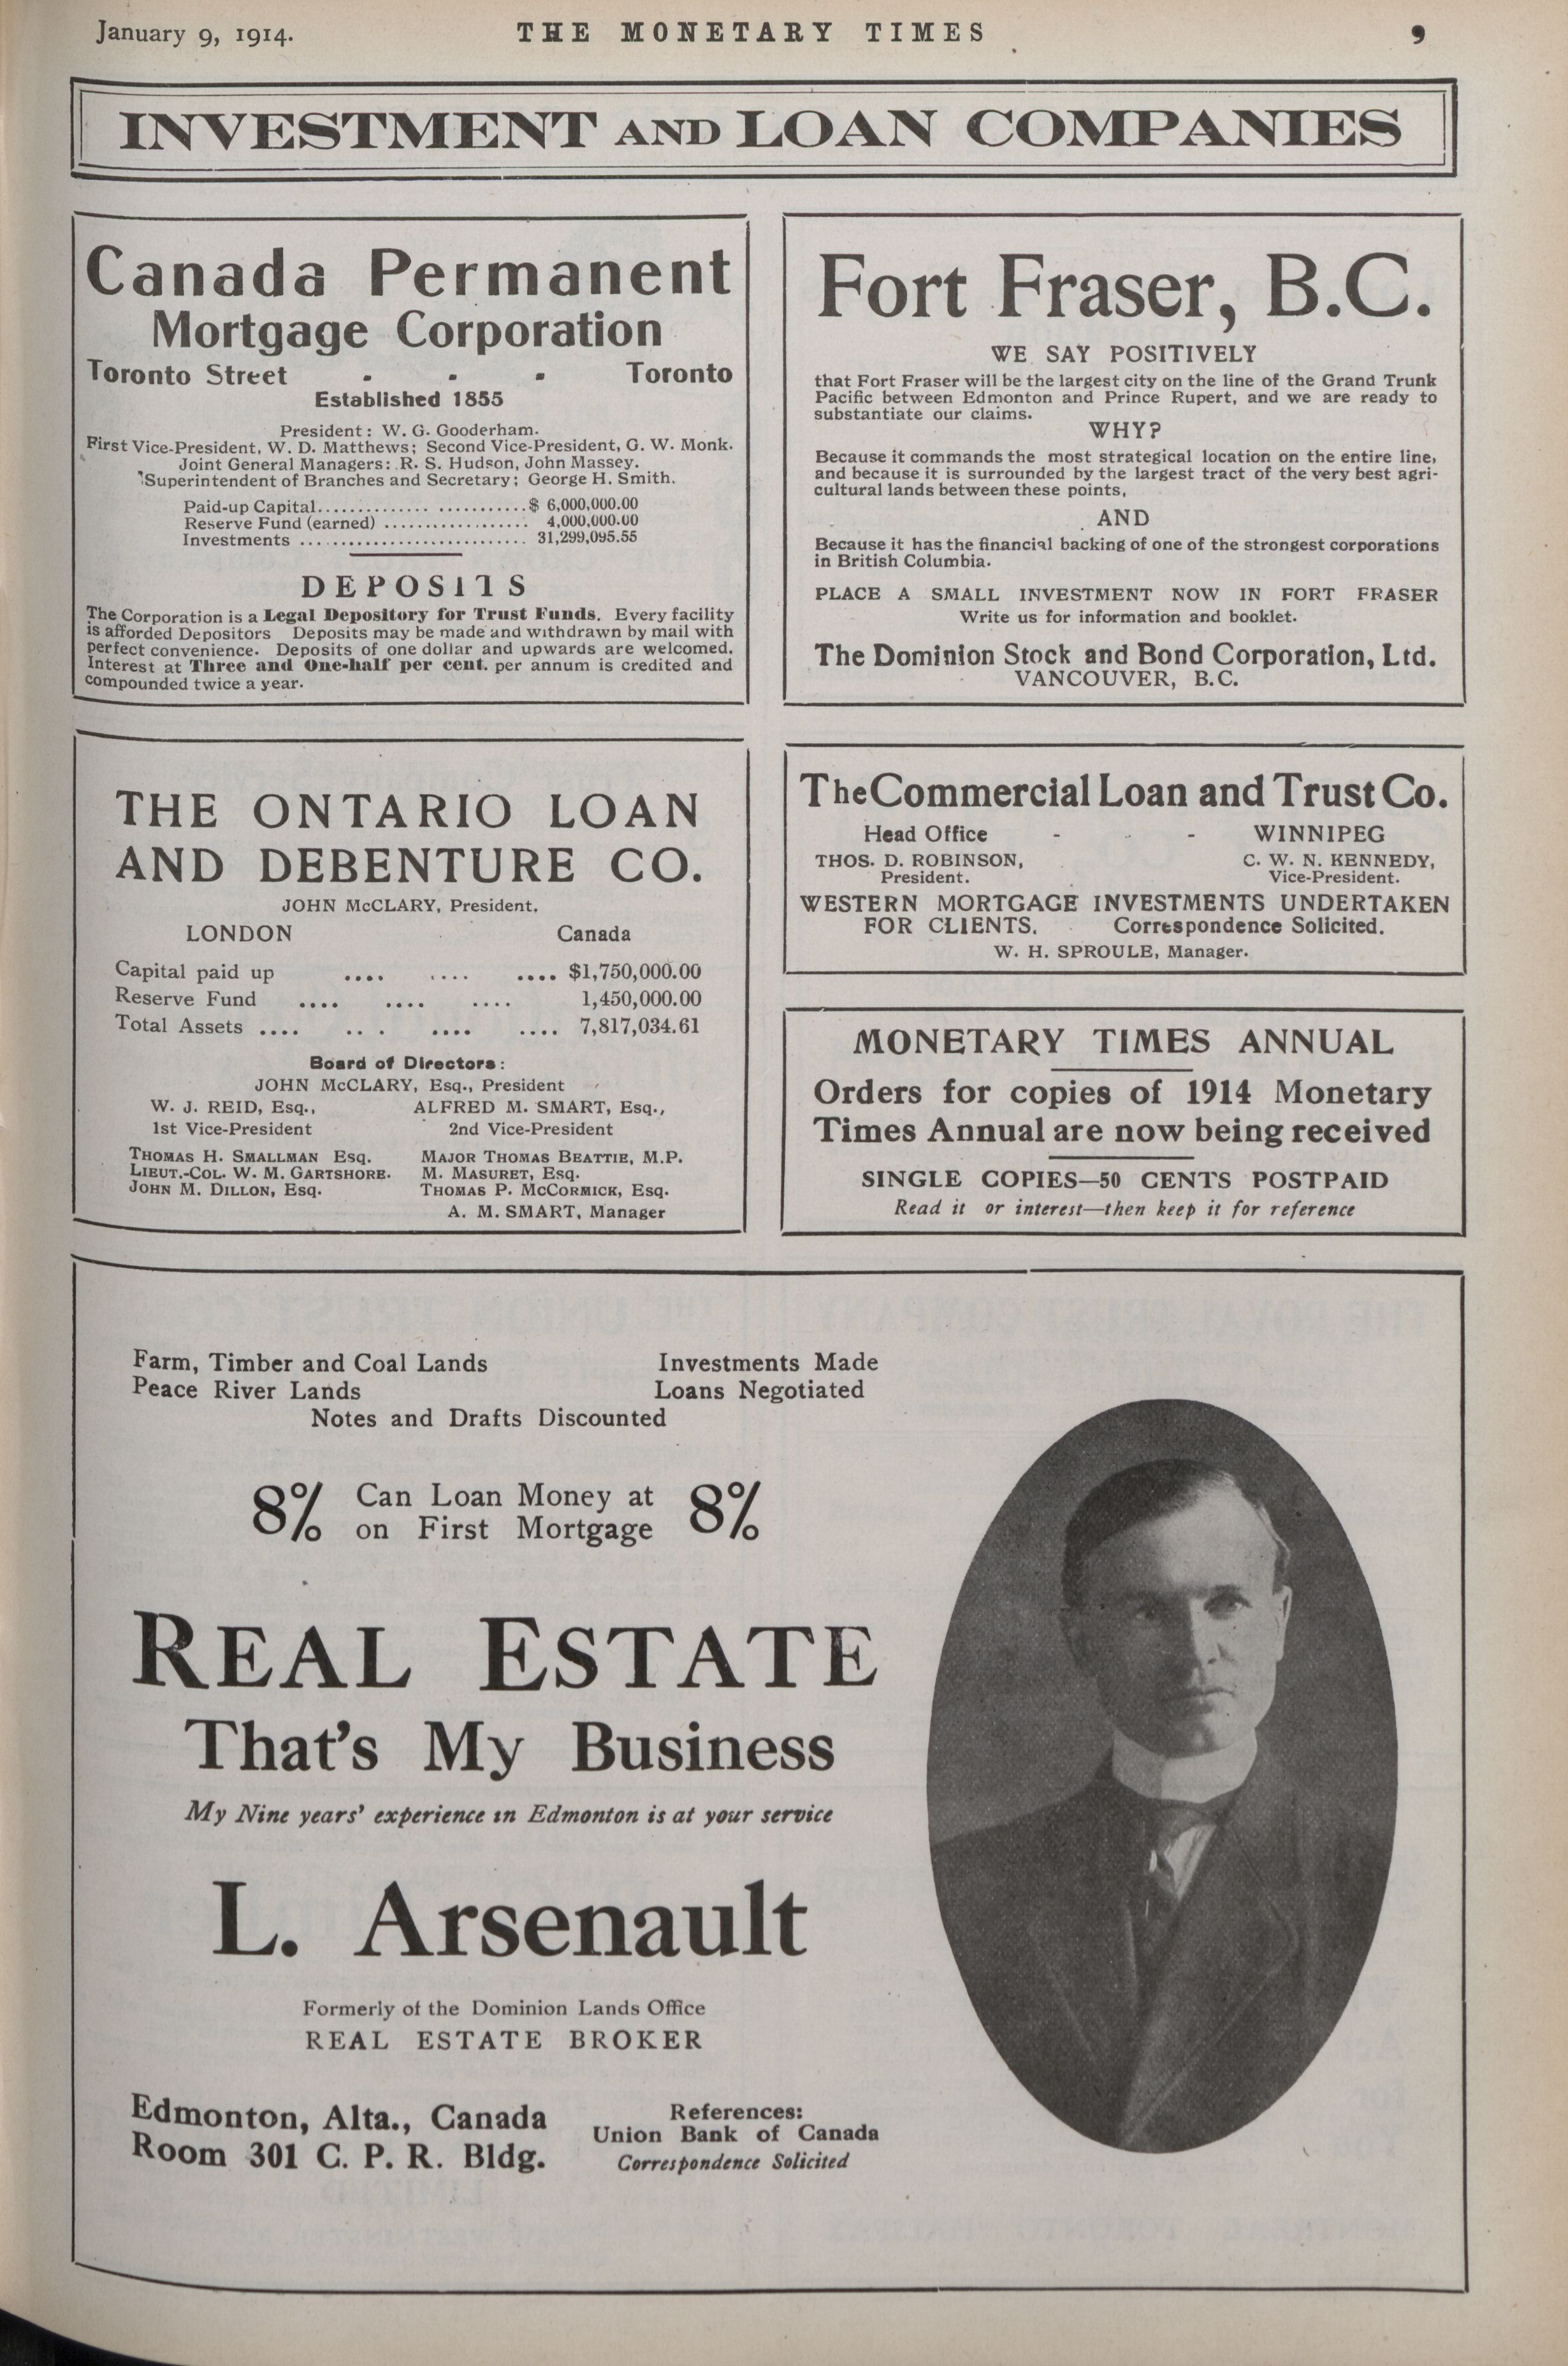 January 9, 1914.
THE MONETARY TIMES
9
INVESTMENT AND LOAN COMPANIES
Canada Permanent
Mortgage Corporation
Toronto Street - - - Toronto
Established 1855
President: W. G. Gooderham.
First Vice-President, W. D. Matthews; Second Vice-President, G. W. Monk.
Joint General Managers: R. S. Hudson, John Massey.
Superintendent of Branches and Secretary; George H. Smith.
Paid-up Capital.............. ...........$ 6,000,000.00
Reserve Fund (earned) .................. 4,000,000.00
Investments ............................ 31,299,095.55
DEPOSITS
The Corporation is a Legal Depository for Trust Funds. Every facility
is afforded Depositors Deposits may be made and withdrawn by mail with
perfect convenience. Deposits of one dollar and upwards are welcomed.
Interest at Three and One-half per cent. per annum is credited and
compounded twice a year.
Fort Fraser, B.C.
WE SAY POSITIVELY
that Fort Fraser will be the largest city on the line of the Grand Trunk
Pacific between Edmonton and Prince Rupert, and we are ready to
substantiate our claims.
WHY?
Because it commands the most strategical location on the entire line,
and because it is surrounded by the largest tract of the very best agri-
cultural lands between these points,
AND
Because it has the financial backing of one of the strongest corporations
in British Columbia.
PLACE A SMALL INVESTMENT NOW IN FORT FRASER
Write us for information and booklet.
The Dominion Stock and Bond Corporation, Ltd.
VANCOUVER, B.C.
THE ONTARIO LOAN
AND DEBENTURE CO.
JOHN McCLARY, President.
LONDON Canada
Capital paid up .... .... .... $1,750,000.00
Reserve Fund .... .... .... 1,450,000.00
Total Assets .... .. . .... .... 7,817,034.61
Board of Directors:
JOHN McCLARY, Esq., President
W. J. REID, Esq., ALFRED M. SMART, Esq.,
1st Vice-President 2nd Vice-President
THOMAS H. SMALLMAN Esq. MAJOR THOMAS BEATTIE, M.P.
LIEUT.-COL. W. M. GARTSHORE. M. MASURET, Esq.
JOHN M. DILLON, Esq. THOMAS P. McCORMICK, Esq.
A. M. SMART, Manager
The Commercial Loan and Trust Co.
Head Office - - - WINNIPEG
THOS. D. ROBINSON, C. W. N. KENNEDY,
President. Vice-President.
WESTERN MORTGAGE INVESTMENTS UNDERTAKEN
FOR CLIENTS. Correspondence Solicited.
W. H. SPROULE, Manager.
MONETARY TIMES ANNUAL
Orders for copies of 1914 Monetary
Times Annual are now being received
SINGLE COPIES—50 CENTS POSTPAID
Read it or interest—then keep it for reference
Farm, Timber and Coal Lands Investments Made
Peace River Lands Loans Negotiated
Notes and Drafts Discounted
8% Can Loan Money at 8%
on First Mortgage
REAL ESTATE
That's My Business
My Nine years' experience in Edmonton is at your service
L. Arsenault
Formerly of the Dominion Lands Office
REAL ESTATE BROKER
Edmonton, Alta., Canada
Room 301 C. P. R. Bldg.
References:
Union Bank of Canada
Correspondence Solicited